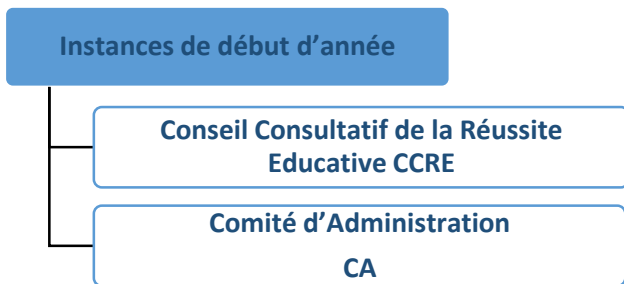 Instances de début d’année
Conseil Consultatif de la Réussite
Educative CCRE
Comité d’Administration
CA